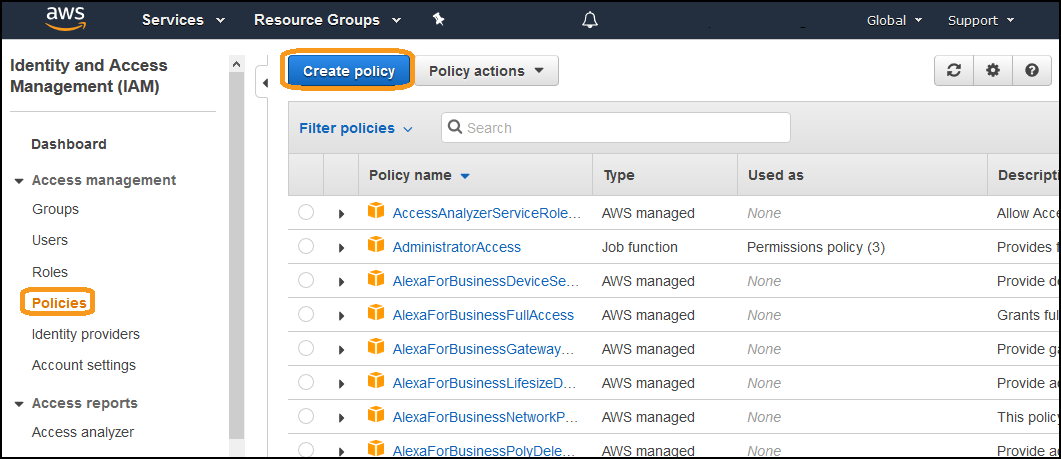 aws Services Resource Groups Global Support
Identity and Access
Management (IAM)
Dashboard
Access management
Groups
Users
Roles
Policies
Identity providers
Account settings
Access reports
Access analyzer
Create policy Policy actions
Filter policies Search
Policy name Type Used as Descripti
AccessAnalyzerServiceRole... AWS managed None Allow Acce
AdministratorAccess Job function Permissions policy (3) Provides f
AlexaForBusinessDeviceSe... AWS managed None Provide de
AlexaForBusinessFullAccess AWS managed None Grants ful
AlexaForBusinessGateway... AWS managed None Provide ga
AlexaForBusinessLifesizeD... AWS managed None Provide ac
AlexaForBusinessNetworkP... AWS managed None This policy
AlexaForBusinessPolyDele... AWS managed None Provide ac